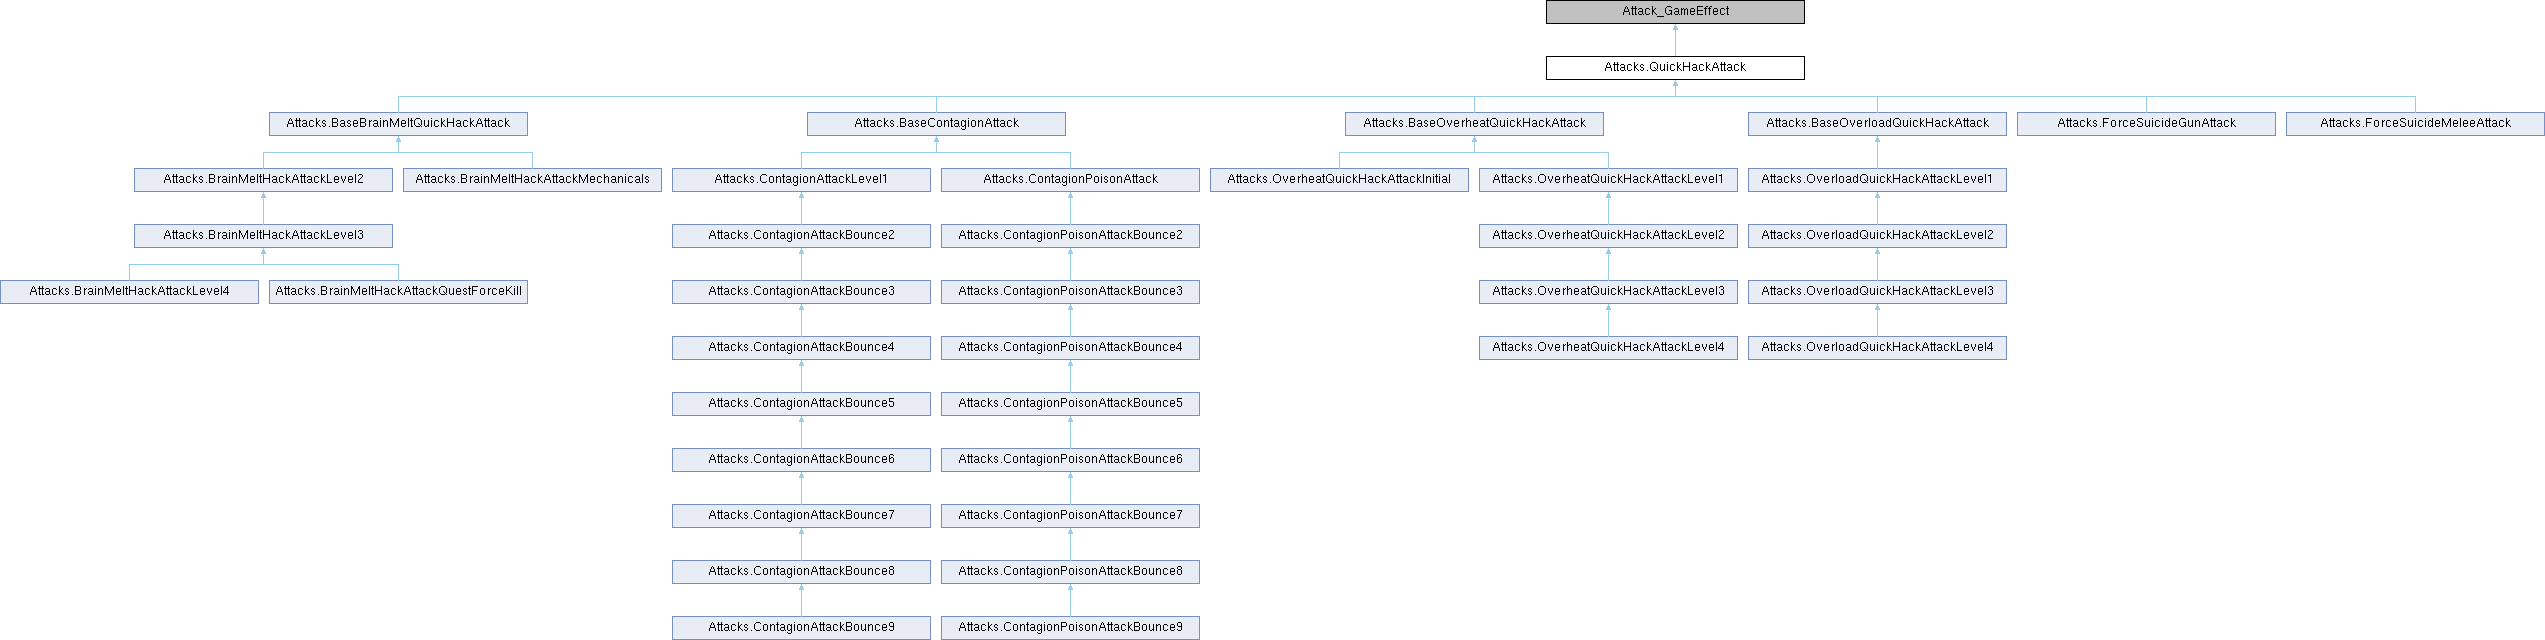 Attack_GameEffect
Attacks.QuickHackAttack
Attacks.BaseBrainMeltQuickHackAttack
Attacks.BaseContagionAttack
Attacks.BaseOverheatQuickHackAttack
Attacks.BaseOverloadQuickHackAttack
Attacks.ForceSuicideGunAttack
Attacks.ForceSuicideMeleeAttack
Attacks.BrainMeltHackAttackLevel2
Attacks.BrainMeltHackAttackMechanicals
Attacks.ContagionAttackLevel1
Attacks.ContagionPoisonAttack
Attacks.OverheatQuickHackAttackInitial
Attacks.OverheatQuickHackAttackLevel1
Attacks.OverloadQuickHackAttackLevel1
Attacks.BrainMeltHackAttackLevel3
Attacks.ContagionAttackBounce2
Attacks.ContagionPoisonAttackBounce2
Attacks.OverheatQuickHackAttackLevel2
Attacks.OverloadQuickHackAttackLevel2
Attacks.BrainMeltHackAttackLevel4
Attacks.BrainMeltHackAttackQuestForceKill
Attacks.ContagionAttackBounce3
Attacks.ContagionPoisonAttackBounce3
Attacks.OverheatQuickHackAttackLevel3
Attacks.OverloadQuickHackAttackLevel3
Attacks.ContagionAttackBounce4
Attacks.ContagionPoisonAttackBounce4
Attacks.OverheatQuickHackAttackLevel4
Attacks.OverloadQuickHackAttackLevel4
Attacks.ContagionAttackBounce5
Attacks.ContagionPoisonAttackBounce5
Attacks.ContagionAttackBounce6
Attacks.ContagionPoisonAttackBounce6
Attacks.ContagionAttackBounce7
Attacks.ContagionPoisonAttackBounce7
Attacks.ContagionAttackBounce8
Attacks.ContagionPoisonAttackBounce8
Attacks.ContagionAttackBounce9
Attacks.ContagionPoisonAttackBounce9